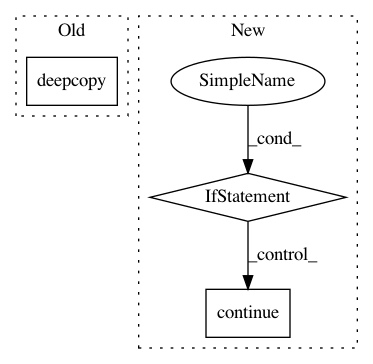 Old
New
deepcopy
SimpleName
_cond_
IfStatement
_control_
continue